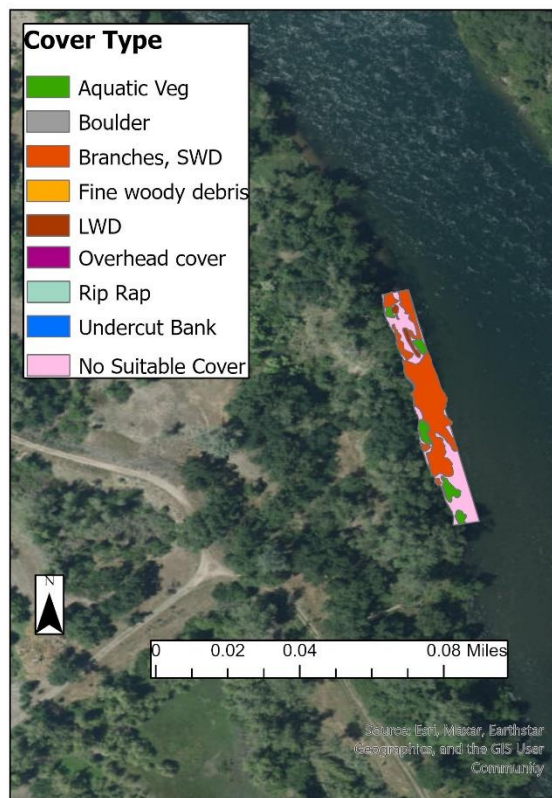 Cover Type
Aquatic Veg
Boulder
Branches, SWD
Fine woody debris
LWD
Overhead cover
Rip Rap
Undercut Bank
No Suitable Cover
N
0 0.02 0.04 0.08 Miles
Source: Esri, Maxar, Earthstar
Geographics, and the GIS User
Community